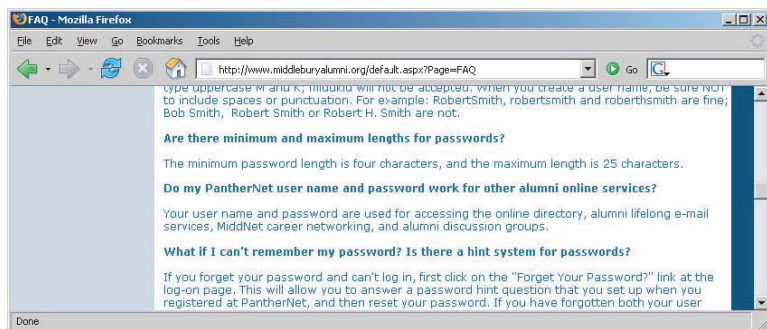 FAQ - Mozilla Firefox
File Edit View Go Bookmarks Tools Help
http://www.middleburyalumni.org/default.aspx?Page=FAQ Go G
type uppercase M and K; middkid will not be accepted. When you create a user name, be sure NOT
to include spaces or punctuation. For example: RobertSmith, robertsmith and roberthsmith are fine;
Bob Smith, Robert Smith or Robert H. Smith are not.
Are there minimum and maximum lengths for passwords?
The minimum password length is four characters, and the maximum length is 25 characters.
Do my PantherNet user name and password work for other alumni online services?
Your user name and password are used for accessing the online directory, alumni lifelong e-mail
services, MiddNet career networking, and alumni discussion groups.
What if I can't remember my password? Is there a hint system for passwords?
If you forget your password and can't log in, first click on the "Forget Your Password?" link at the
log-on page. This will allow you to answer a password hint question that you set up when you
registered at PantherNet, and then reset your password. If you have forgotten both your user
Done